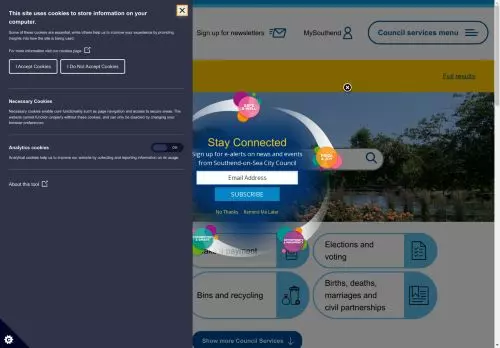 This site uses cookies to store information on your
computer.
Some of these cookies are essential, while others help us to improve your experience by providing
insights into how the site is being used.
For more information visit our cookies page
I Accept Cookies
I Do Not Accept Cookies
Necessary Cookies
Necessary cookies enable core functionality such as page navigation and access to secure areas. The
website cannot function properly without these cookies, and can only be disabled by changing your
browser preferences.
Analytics cookies
Off
Analytical cookies help us to improve our website by collecting and reporting information on its usage.
About this tool
Sign up for newsletters
MySouthend
Council services menu
Full results
Stay Connected
Sign up for e-alerts on news and events
from Southend-on-Sea City Council
Email Address
SUBSCRIBE
No Thanks
Remind Me Later
payment
Elections and
voting
Bins and recycling
Births, deaths,
marriages and
civil partnerships
Show more Council Services